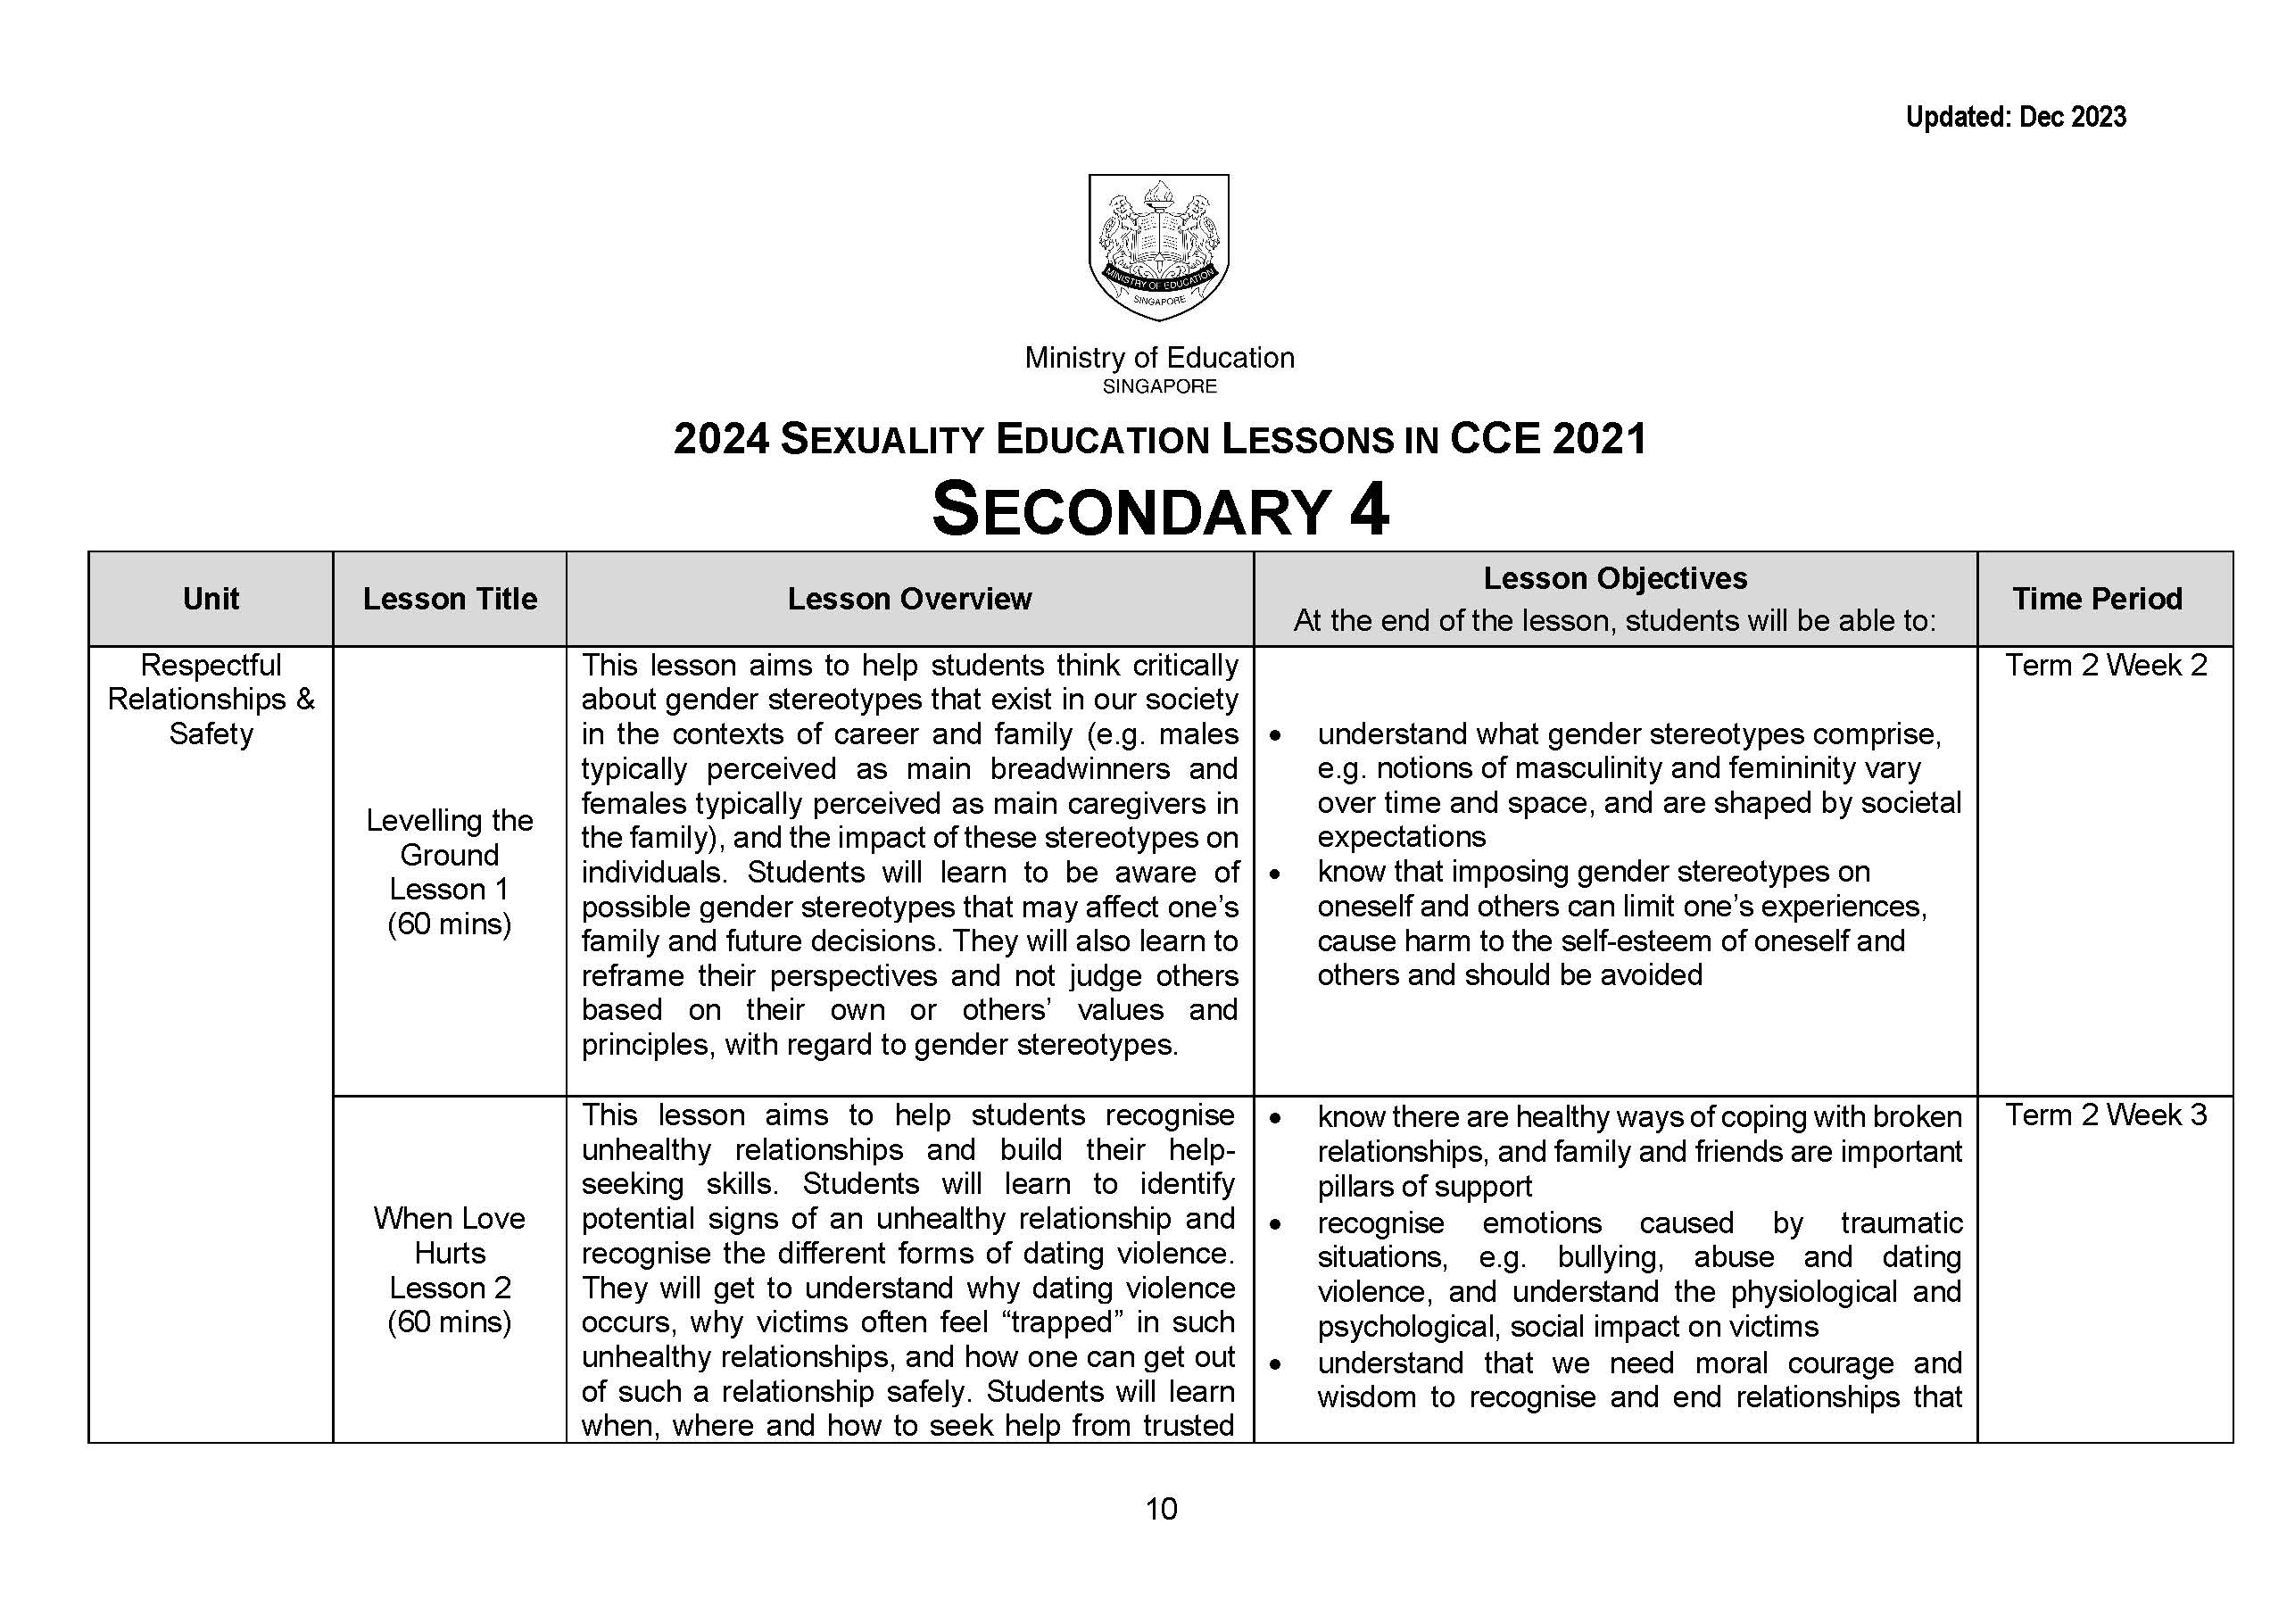 Updated: Dec 2023
MINISTRY OF EDUCATION
SINGAPORE
Ministry of Education
SINGAPORE
2024 SEXUALITY EDUCATION LESSONS IN CCE 2021
SECONDARY 4
Unit
Lesson Title
Lesson Overview
Lesson Objectives
At the end of the lesson, students will be able to:
Time Period
Respectful
Relationships &
Safety
Levelling the
Ground
Lesson 1
(60 mins)
This lesson aims to help students think critically
about gender stereotypes that exist in our society
in the contexts of career and family (e.g. males
typically perceived as main breadwinners and
females typically perceived as main caregivers in
the family), and the impact of these stereotypes on
individuals. Students will learn to be aware of
possible gender stereotypes that may affect one’s
family and future decisions. They will also learn to
reframe their perspectives and not judge others
based on their own or others’ values and
principles, with regard to gender stereotypes.
• understand what gender stereotypes comprise,
e.g. notions of masculinity and femininity vary
over time and space, and are shaped by societal
expectations
• know that imposing gender stereotypes on
oneself and others can limit one’s experiences,
cause harm to the self-esteem of oneself and
others and should be avoided
Term 2 Week 2
When Love
Hurts
Lesson 2
(60 mins)
This lesson aims to help students recognise
unhealthy relationships and build their help-
seeking skills. Students will learn to identify
potential signs of an unhealthy relationship and
recognise the different forms of dating violence.
They will get to understand why dating violence
occurs, why victims often feel “trapped” in such
unhealthy relationships, and how one can get out
of such a relationship safely. Students will learn
when, where and how to seek help from trusted
• know there are healthy ways of coping with broken
relationships, and family and friends are important
pillars of support
• recognise emotions caused by traumatic
situations, e.g. bullying, abuse and dating
violence, and understand the physiological and
psychological, social impact on victims
• understand that we need moral courage and
wisdom to recognise and end relationships that
Term 2 Week 3
10